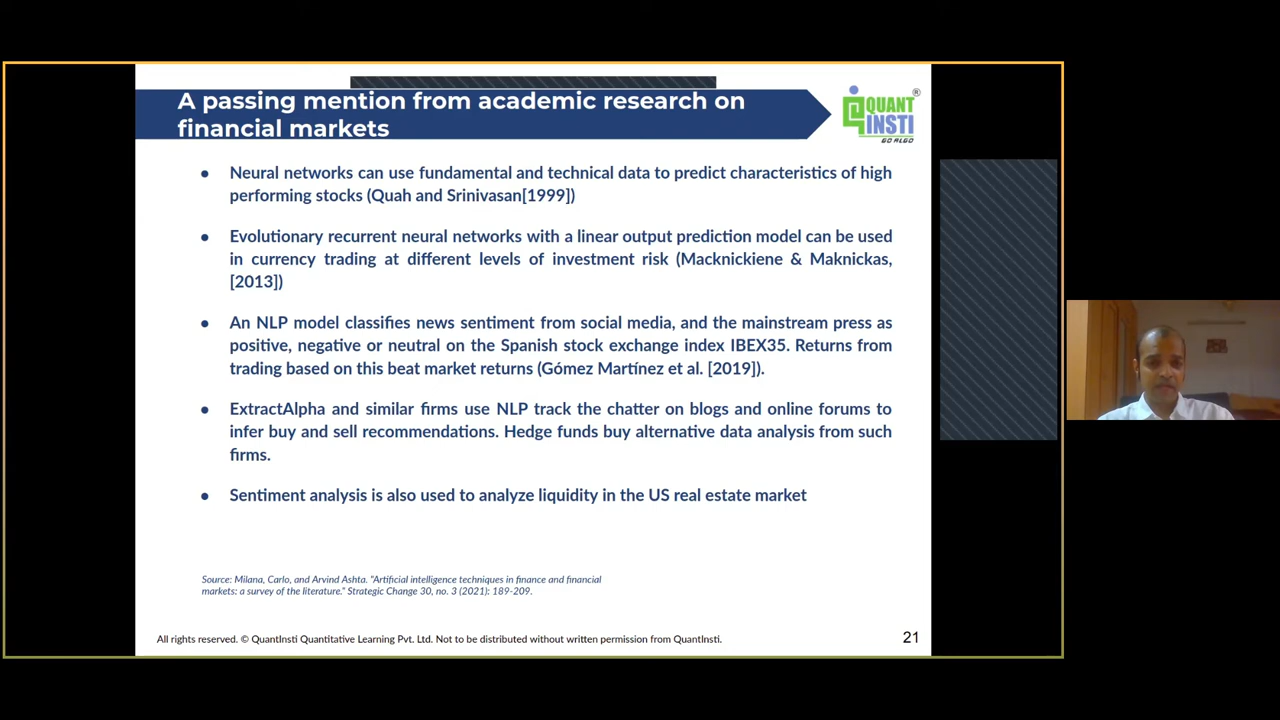 A passing mention from academic research on
financial markets
QUANT
INSTI
GO ALGO
®
● Neural networks can use fundamental and technical data to predict characteristics of high
performing stocks (Quah and Srinivasan[1999])
● Evolutionary recurrent neural networks with a linear output prediction model can be used
in currency trading at different levels of investment risk (Macknickiene & Maknickas,
[2013])
● An NLP model classifies news sentiment from social media, and the mainstream press as
positive, negative or neutral on the Spanish stock exchange index IBEX35. Returns from
trading based on this beat market returns (Gómez Martínez et al. [2019]).
● ExtractAlpha and similar firms use NLP track the chatter on blogs and online forums to
infer buy and sell recommendations. Hedge funds buy alternative data analysis from such
firms.
● Sentiment analysis is also used to analyze liquidity in the US real estate market
Source: Milana, Carlo, and Arvind Ashta. "Artificial intelligence techniques in finance and financial
markets: a survey of the literature." Strategic Change 30, no. 3 (2021): 189-209.
All rights reserved. © QuantInsti Quantitative Learning Pvt. Ltd. Not to be distributed without written permission from QuantInsti.
21